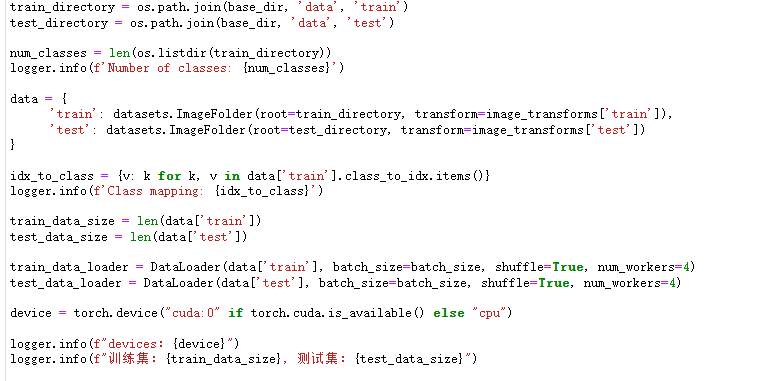 train_directory = os.path.join(base_dir, 'data', 'train')
test_directory = os.path.join(base_dir, 'data', 'test')

num_classes = len(os.listdir(train_directory))
logger.info(f'Number of classes: {num_classes}')

data = {
     'train': datasets.ImageFolder(root=train_directory, transform=image_transforms['train']),
     'test': datasets.ImageFolder(root=test_directory, transform=image_transforms['test'])
}

idx_to_class = {v: k for k, v in data['train'].class_to_idx.items()}
logger.info(f'Class mapping: {idx_to_class}')

train_data_size = len(data['train'])
test_data_size = len(data['test'])

train_data_loader = DataLoader(data['train'], batch_size=batch_size, shuffle=True, num_workers=4)
test_data_loader = DataLoader(data['test'], batch_size=batch_size, shuffle=True, num_workers=4)

device = torch.device("cuda:0" if torch.cuda.is_available() else "cpu")

logger.info(f"devices: {device}")
logger.info(f"训练集: {train_data_size}, 测试集: {test_data_size}")